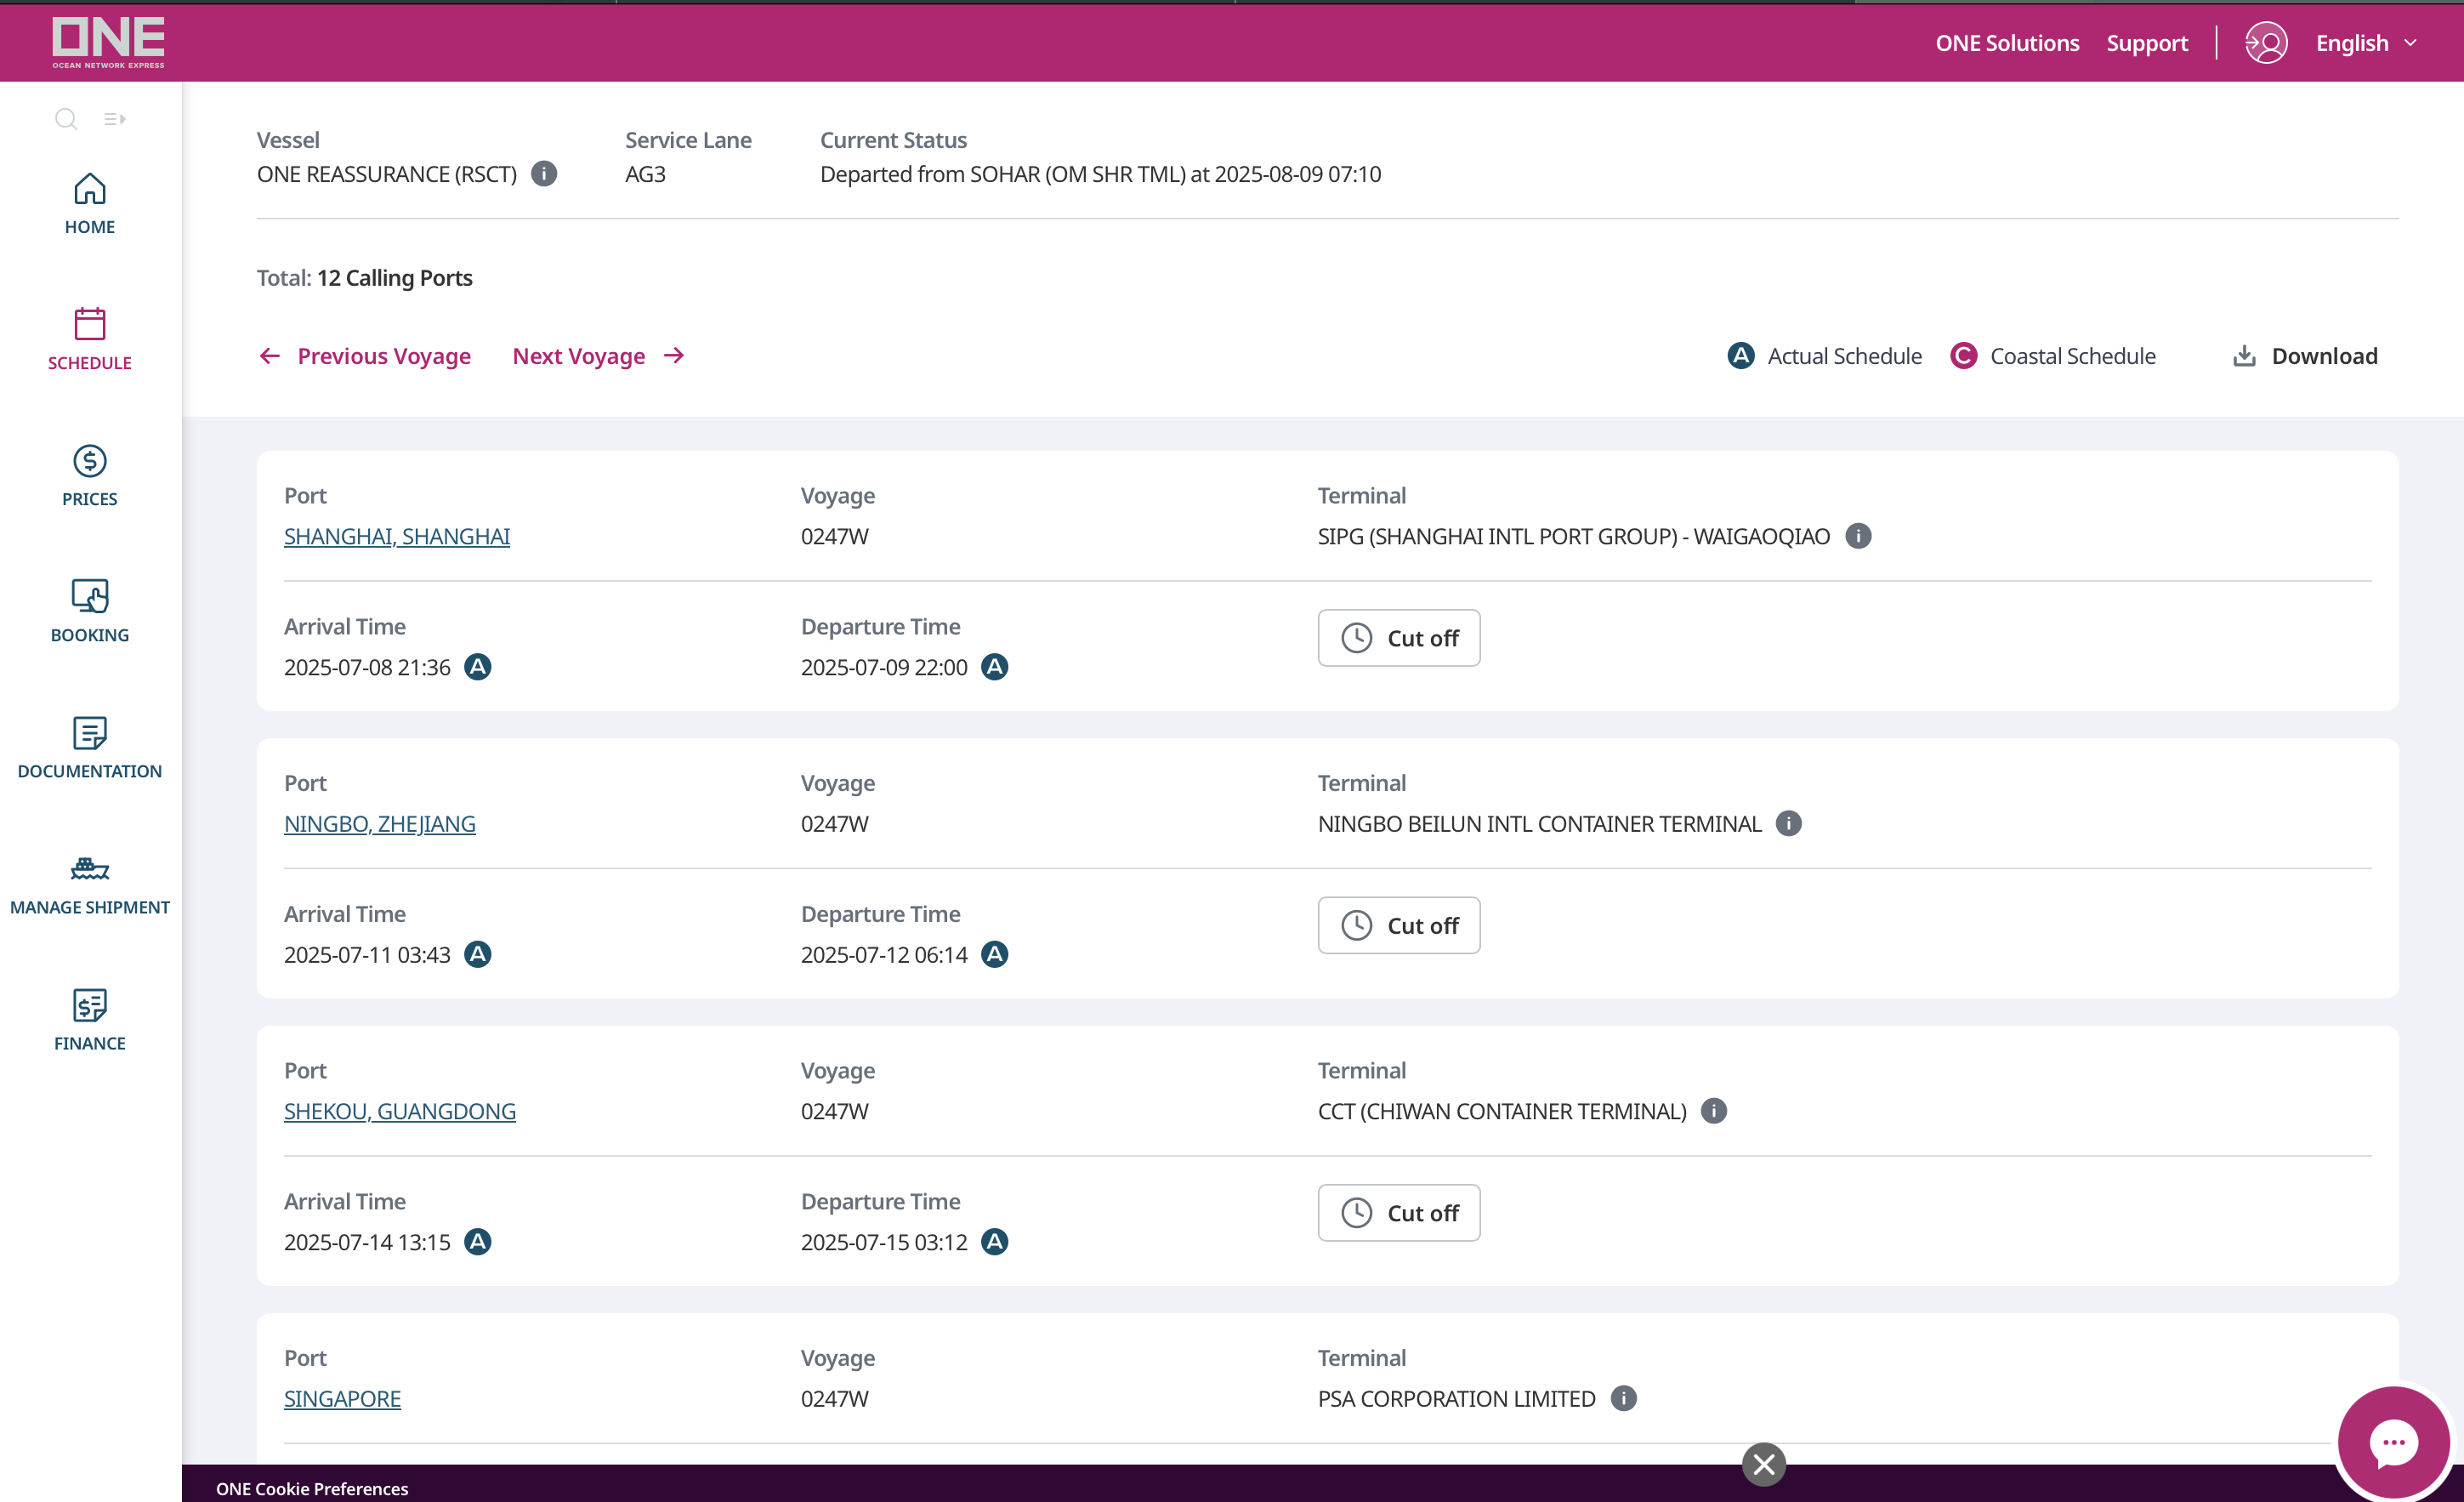 ONE
OCEAN NETWORK EXPRESS
ONE Solutions Support English
HOME
SCHEDULE
PRICES
BOOKING
DOCUMENTATION
MANAGE SHIPMENT
FINANCE
Vessel Service Lane Current Status
ONE REASSURANCE (RSCT) i AG3 Departed from SOHAR (OM SHR TML) at 2025-08-09 07:10
Total: 12 Calling Ports
Previous Voyage Next Voyage A Actual Schedule C Coastal Schedule Download
Port Voyage Terminal
SHANGHAI, SHANGHAI 0247W SIPG (SHANGHAI INTL PORT GROUP) - WAIGAOQIAO i
Arrival Time Departure Time Cut off
2025-07-08 21:36 A 2025-07-09 22:00 A
Port Voyage Terminal
NINGBO, ZHEJIANG 0247W NINGBO BEILUN INTL CONTAINER TERMINAL i
Arrival Time Departure Time Cut off
2025-07-11 03:43 A 2025-07-12 06:14 A
Port Voyage Terminal
SHEKOU, GUANGDONG 0247W CCT (CHIWAN CONTAINER TERMINAL) i
Arrival Time Departure Time Cut off
2025-07-14 13:15 A 2025-07-15 03:12 A
Port Voyage Terminal
SINGAPORE 0247W PSA CORPORATION LIMITED i
ONE Cookie Preferences